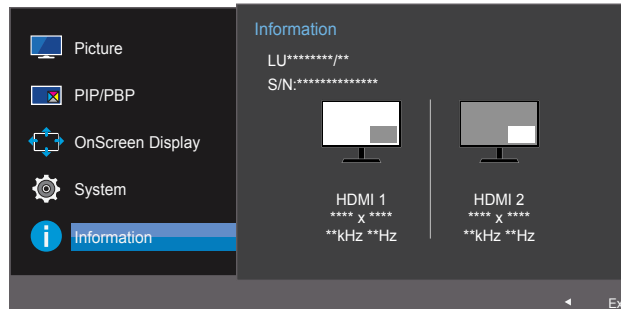 Picture
PIP/PBP
OnScreen Display
System
Information
Information
LU********/**
S/N:**************
HDMI 1
**** x ****
**kHz **Hz
HDMI 2
**** x ****
**kHz **Hz